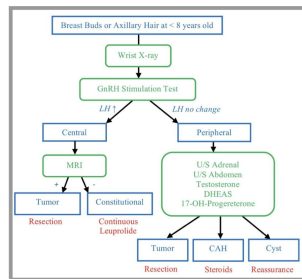 Breast Buds or Axillary Hair at < 8 years old
Wrist X-ray
GnRH Stimulation Test
LH ↑
LH no change
Central
Peripheral
MRI
U/S Adrenal
U/S Abdomen
Testosterone
DHEAS
17-OH-Progereterone
+
-
Tumor
Constitutional
Resection
Continuous
Leuprolide
Tumor
CAH
Cyst
Resection
Steroids
Reassurance